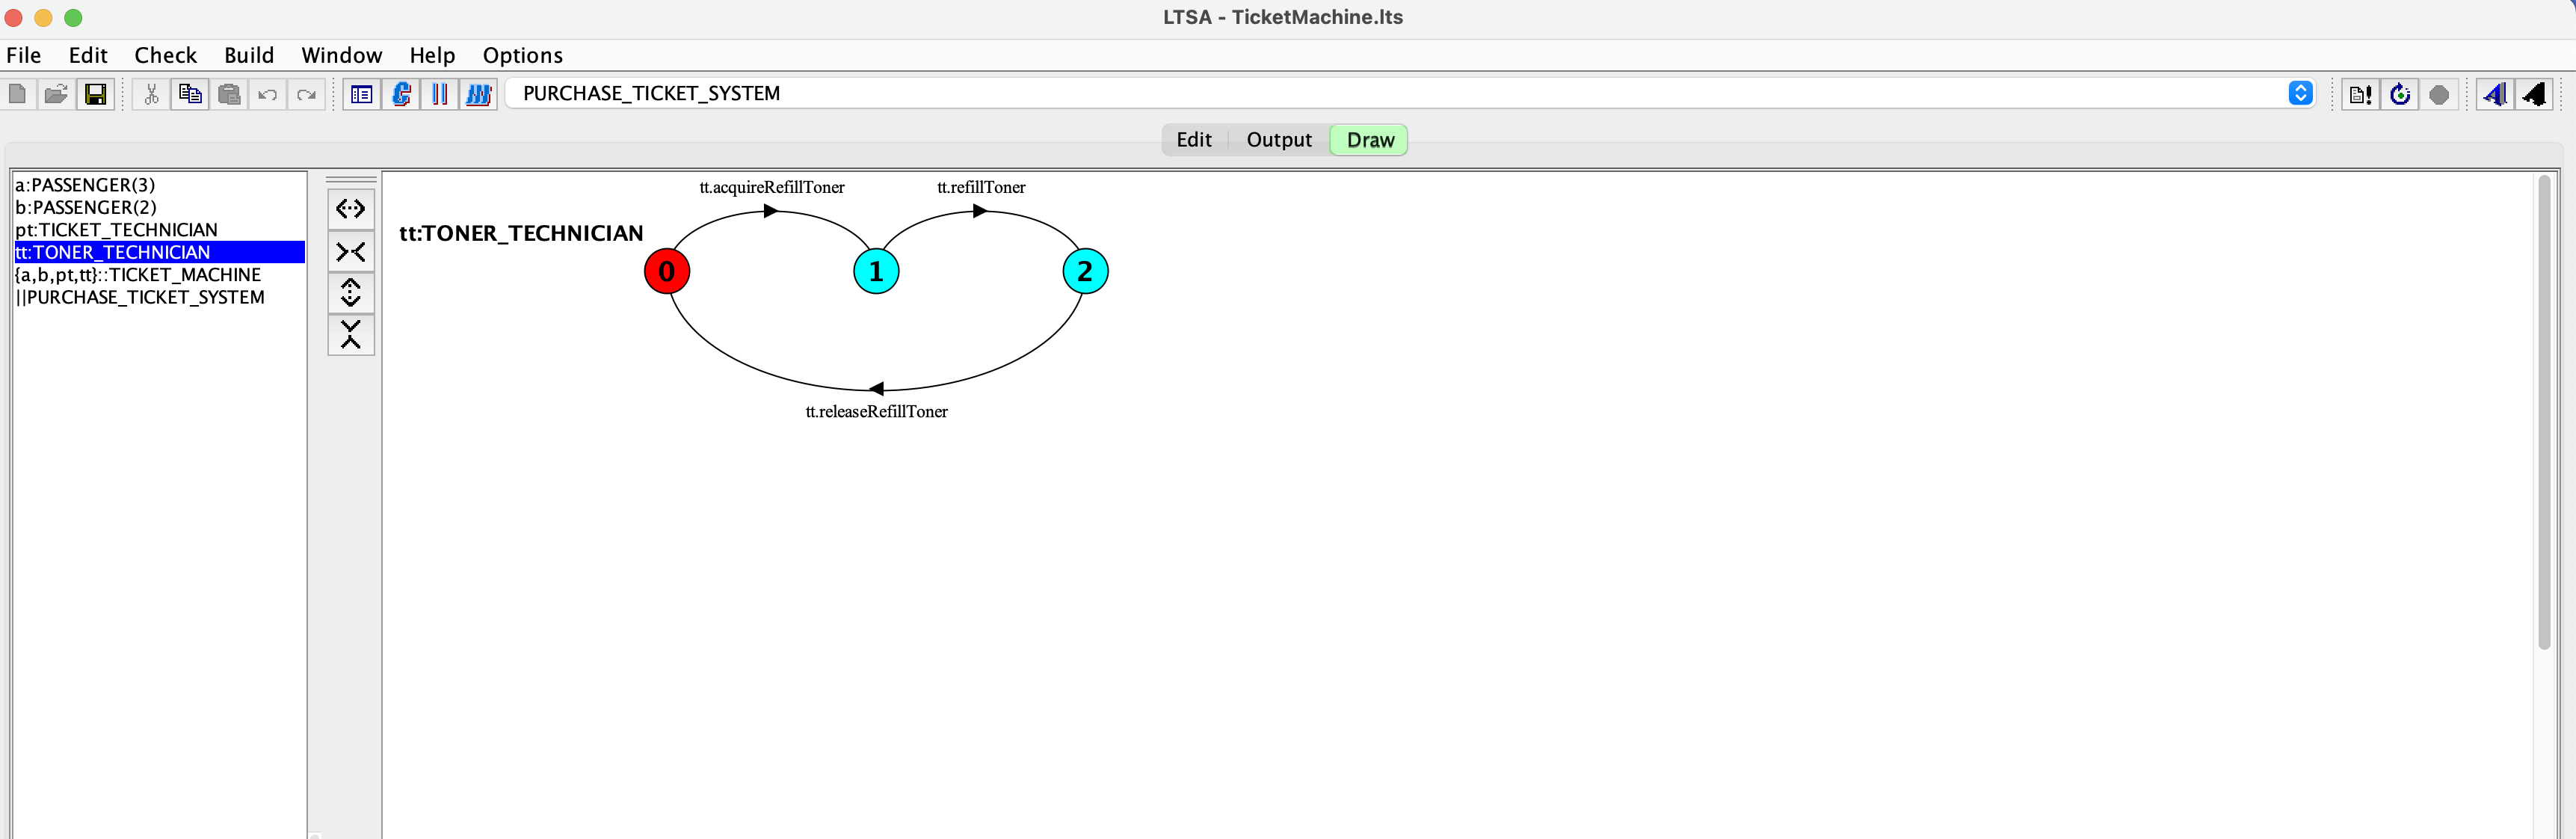 LTSA - TicketMachine.lts
File Edit Check Build Window Help Options
PURCHASE_TICKET_SYSTEM
Edit Output Draw
a:PASSENGER(3)
b:PASSENGER(2)
pt:TICKET_TECHNICIAN
tt:TONER_TECHNICIAN
{a,b,pt,tt}::TICKET_MACHINE
||PURCHASE_TICKET_SYSTEM
tt.acquireRefillToner tt.refillToner
tt:TONER_TECHNICIAN
0 1 2
tt.releaseRefillToner